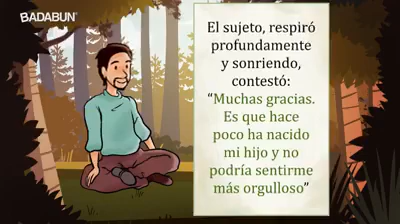 BADABUN®
El sujeto, respiró
profundamente
y sonriendo,
contestó:
“Muchas gracias.
Es que hace
poco ha nacido
mi hijo y no
podría sentirme
más orgulloso”